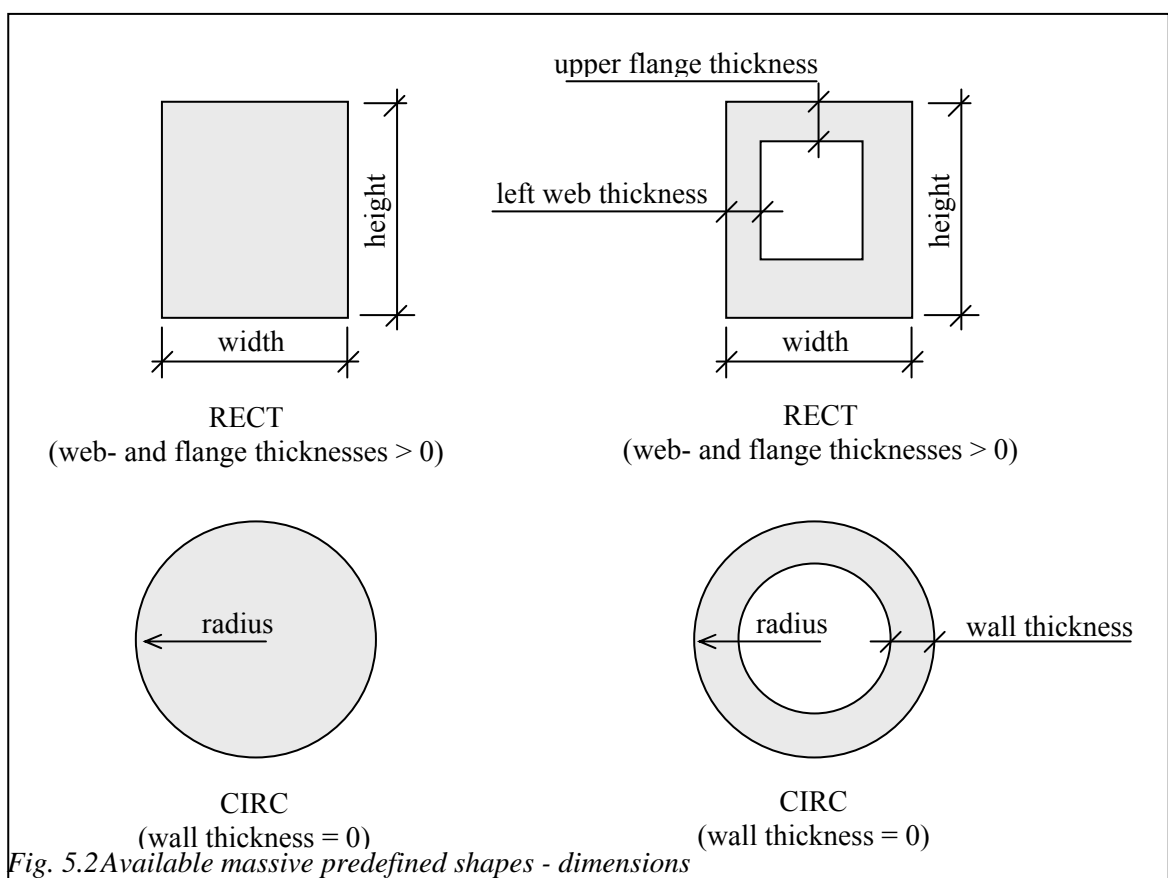 upper flange thickness
height
left web thickness
height
width
width
RECT
(web- and flange thicknesses > 0)
RECT
(web- and flange thicknesses > 0)
radius
radius
wall thickness
CIRC
(wall thickness = 0)
CIRC
(wall thickness = 0)
Fig. 5.2Available massive predefined shapes - dimensions